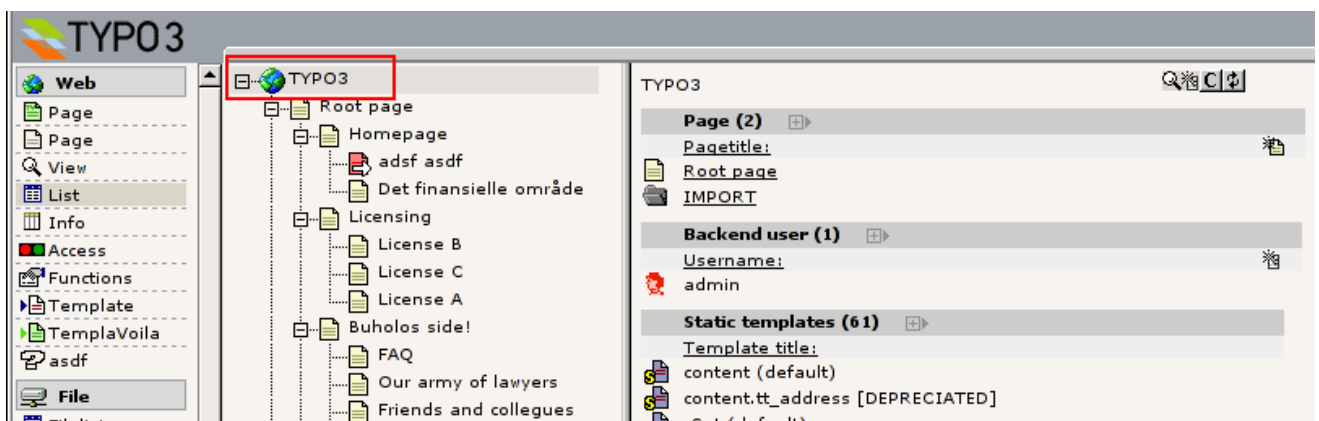 TYPO3
Web
Page
Page
View
List
Info
Access
Functions
Template
TemplaVoila
asdf
File
TYPO3
Root page
Homepage
adsf asdf
Det finansielle område
Licensing
License B
License C
License A
Buholos side!
FAQ
Our army of lawyers
Friends and collegues
TYPO3
C
Page (2)
Pagetitle:
Root page
IMPORT
Backend user (1)
Username:
admin
Static templates (61)
Template title:
content (default)
content.tt_address [DEPRECIATED]